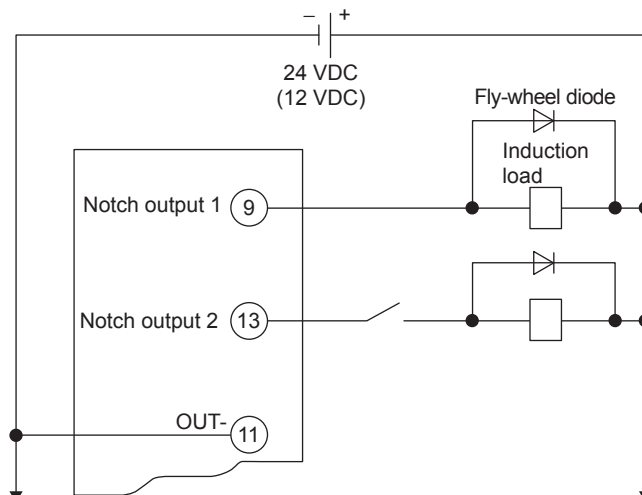 – +
24 VDC
(12 VDC)
Fly-wheel diode
Induction
load
Notch output 1 9
Notch output 2 13
OUT- 11